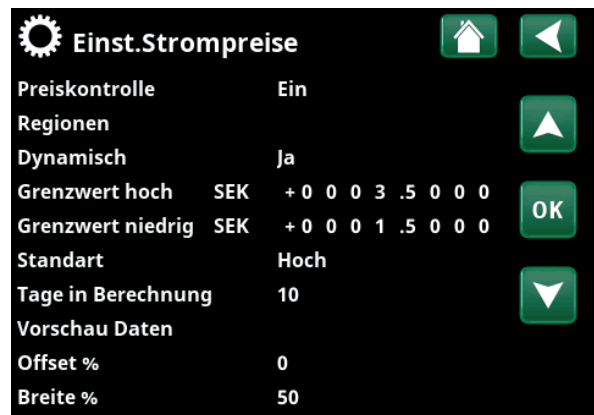 Einst.Strompreise
Preiskontrolle Ein
Regionen
Dynamisch Ja
Grenzwert hoch SEK +0 0 0 3 .5 0 0 0
OK
Grenzwert niedrig SEK +0 0 0 1 .5 0 0 0
Standart Hoch
Tage in Berechnung 10
Vorschau Daten
Offset % 0
Breite % 50